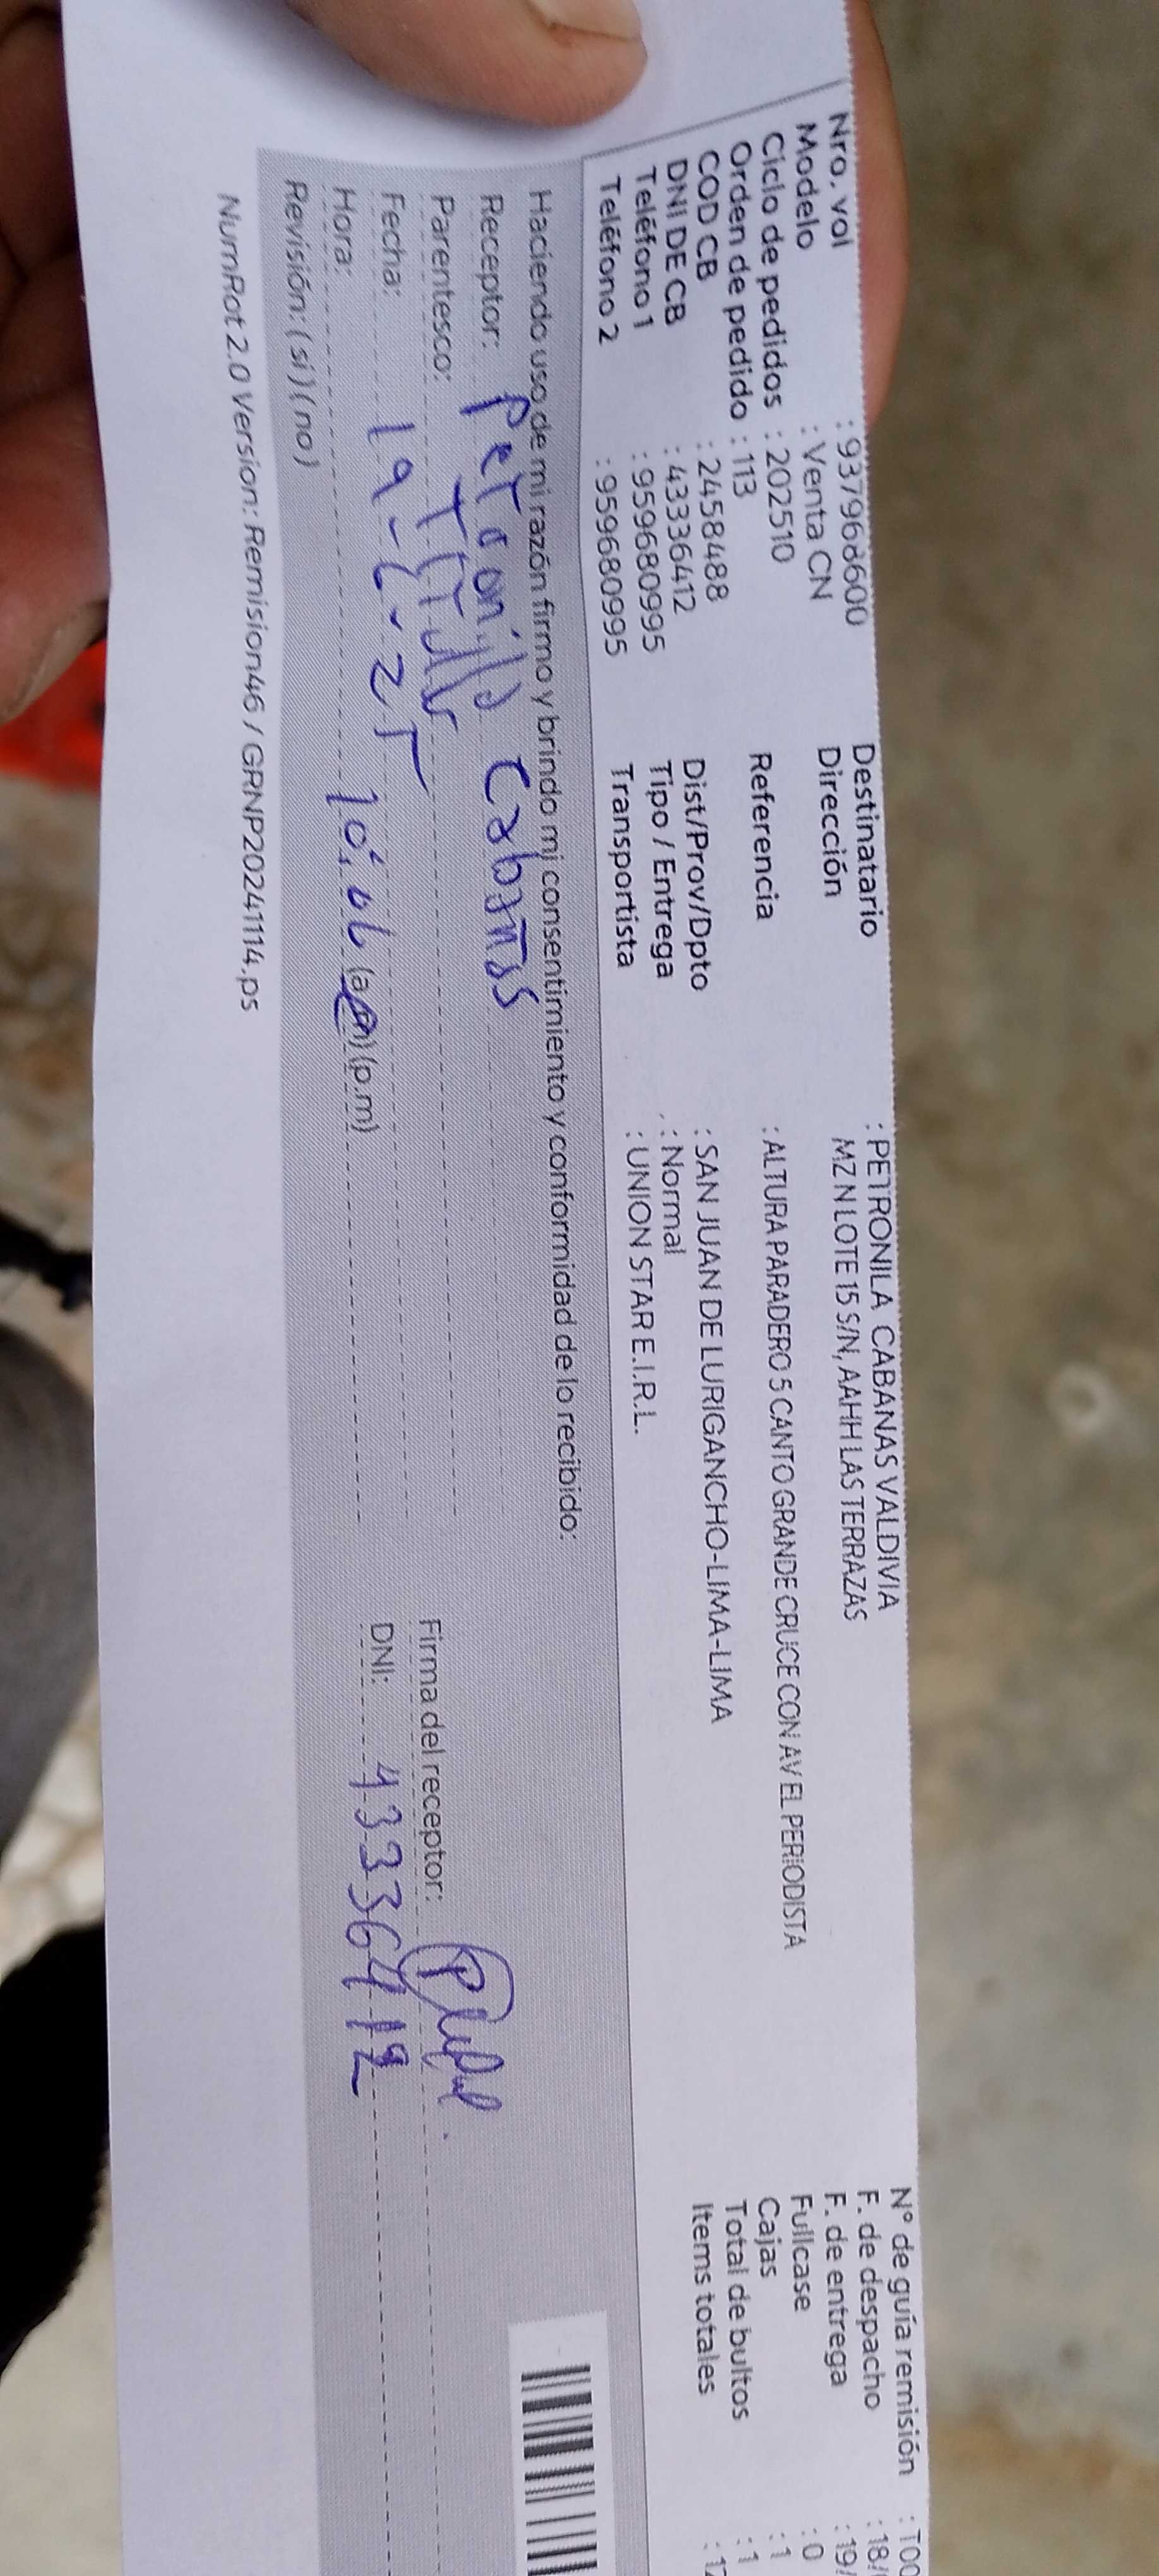 Nro. vol : 937968600
Modelo : Venta CN
Ciclo de pedidos : 202510
Orden de pedido : 113
COD CB : 2458488
DNI DE CB : 43336412
Teléfono 1 : 959680995
Teléfono 2 : 959680995
Destinatario : PETRONILA CABANAS VALDIVIA
Dirección MZ N LOTE 15 S/N, AAHH LAS TERRAZAS
Referencia : ALTURA PARADERO 5 CANTO GRANDE CRUCE CON AV EL PERIODISTA
Dist/Prov/Dpto : SAN JUAN DE LURIGANCHO-LIMA-LIMA
Tipo / Entrega : Normal
Transportista : UNION STAR E.I.R.L.
N° de guía remisión : T00
F. de despacho : 18/
F. de entrega : 19/
Fullcase : 0
Cajas : 1
Total de bultos : 1
Items totales : 12
Haciendo uso de mi razón firmo y brindo mi consentimiento y conformidad de lo recibido:
Receptor: Petronila Cabañas
Parentesco: Titular
Fecha: 19-6-25
Hora: 10:06 (a.m) (p.m)
Revisión: (si) (no)
Firma del receptor:
DNI: 43336412
NumRot 2.0 Version: Remision46 / GRNP20241114.ps